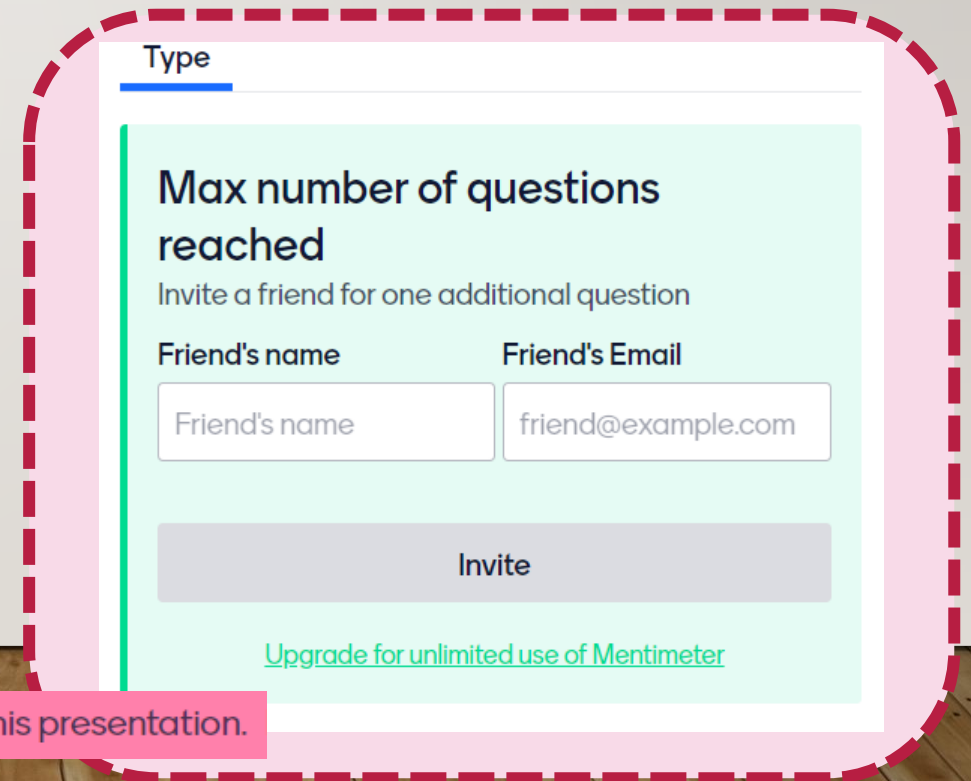 Type
Max number of questions
reached
Invite a friend for one additional question
Friend's name Friend's Email
Friend's name friend@example.com
Invite
Upgrade for unlimited use of Mentimeter
his presentation.